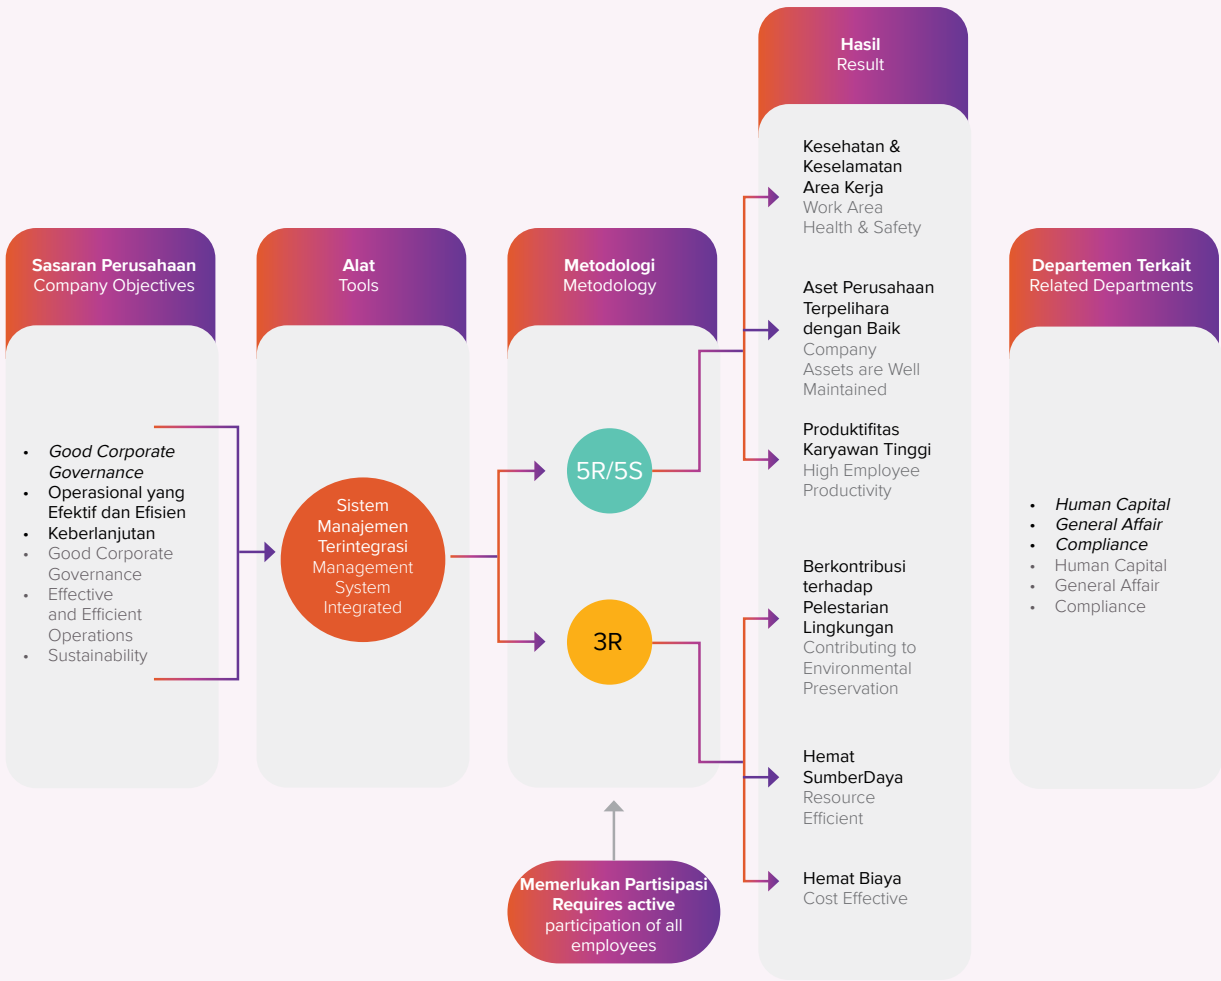 Sasaran Perusahaan
Company Objectives
• Good Corporate
Governance
• Operasional yang
Efektif dan Efisien
• Keberlanjutan
• Good Corporate
Governance
• Effective
and Efficient
Operations
• Sustainability
Alat
Tools
Sistem
Manajemen
Terintegrasi
Management
System
Integrated
Metodologi
Metodology
5R/5S
3R
Memerlukan Partisipasi
Requires active
participation of all
employees
Hasil
Result
Kesehatan &
Keselamatan
Area Kerja
Work Area
Health & Safety
Aset Perusahaan
Terpelihara
dengan Baik
Company
Assets are Well
Maintained
Produktifitas
Karyawan Tinggi
High Employee
Productivity
Berkontribusi
terhadap
Pelestarian
Lingkungan
Contributing to
Environmental
Preservation
Hemat
SumberDaya
Resource
Efficient
Hemat Biaya
Cost Effective
Departemen Terkait
Related Departments
• Human Capital
• General Affair
• Compliance
• Human Capital
• General Affair
• Compliance